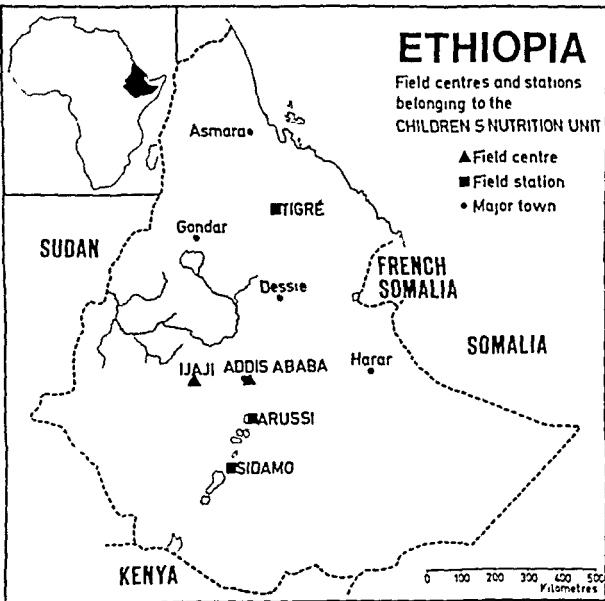 ETHIOPIA
Field centres and stations
belonging to the
CHILDREN S NUTRITION UNIT
Field centre
Field station
Major town
Asmara
TIGRÉ
Gondar
SUDAN
FRENCH
SOMALIA
Dessie
SOMALIA
IJAJI
ADDIS ABABA
Harar
ARUSSI
SIDAMO
KENYA
0 100 200 300 400 500
Kilometres